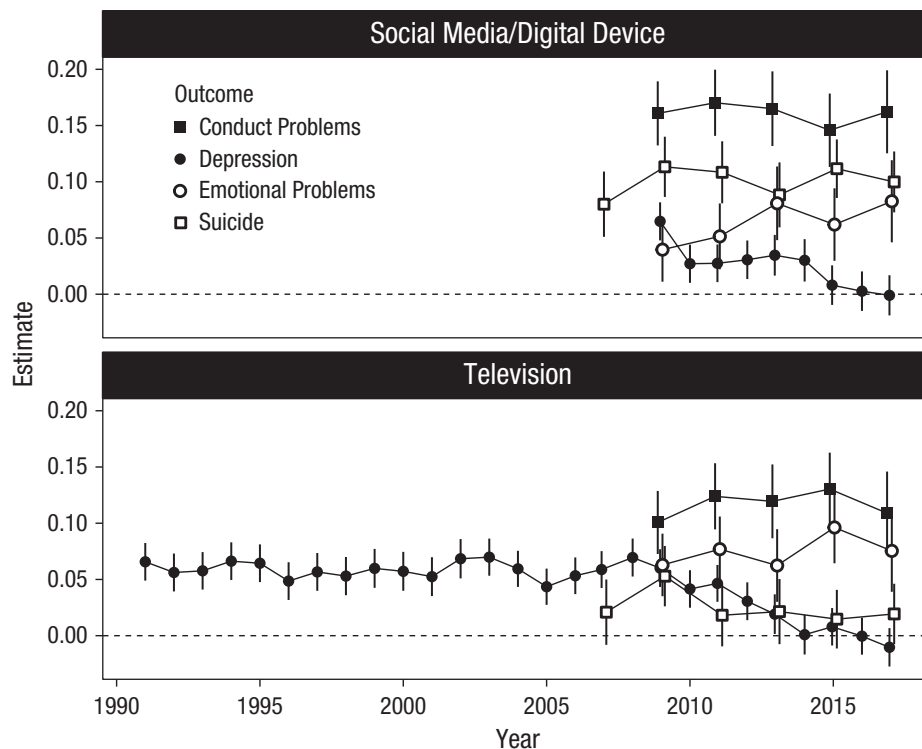 Social Media/Digital Device
0.20
Outcome
Conduct Problems
0.15
Depression
0.10
Emotional Problems
Suicide
0.05
0.00
Estimate
Television
0.20
0.15
0.10
0.05
0.00
1990 1995 2000 2005 2010 2015
Year